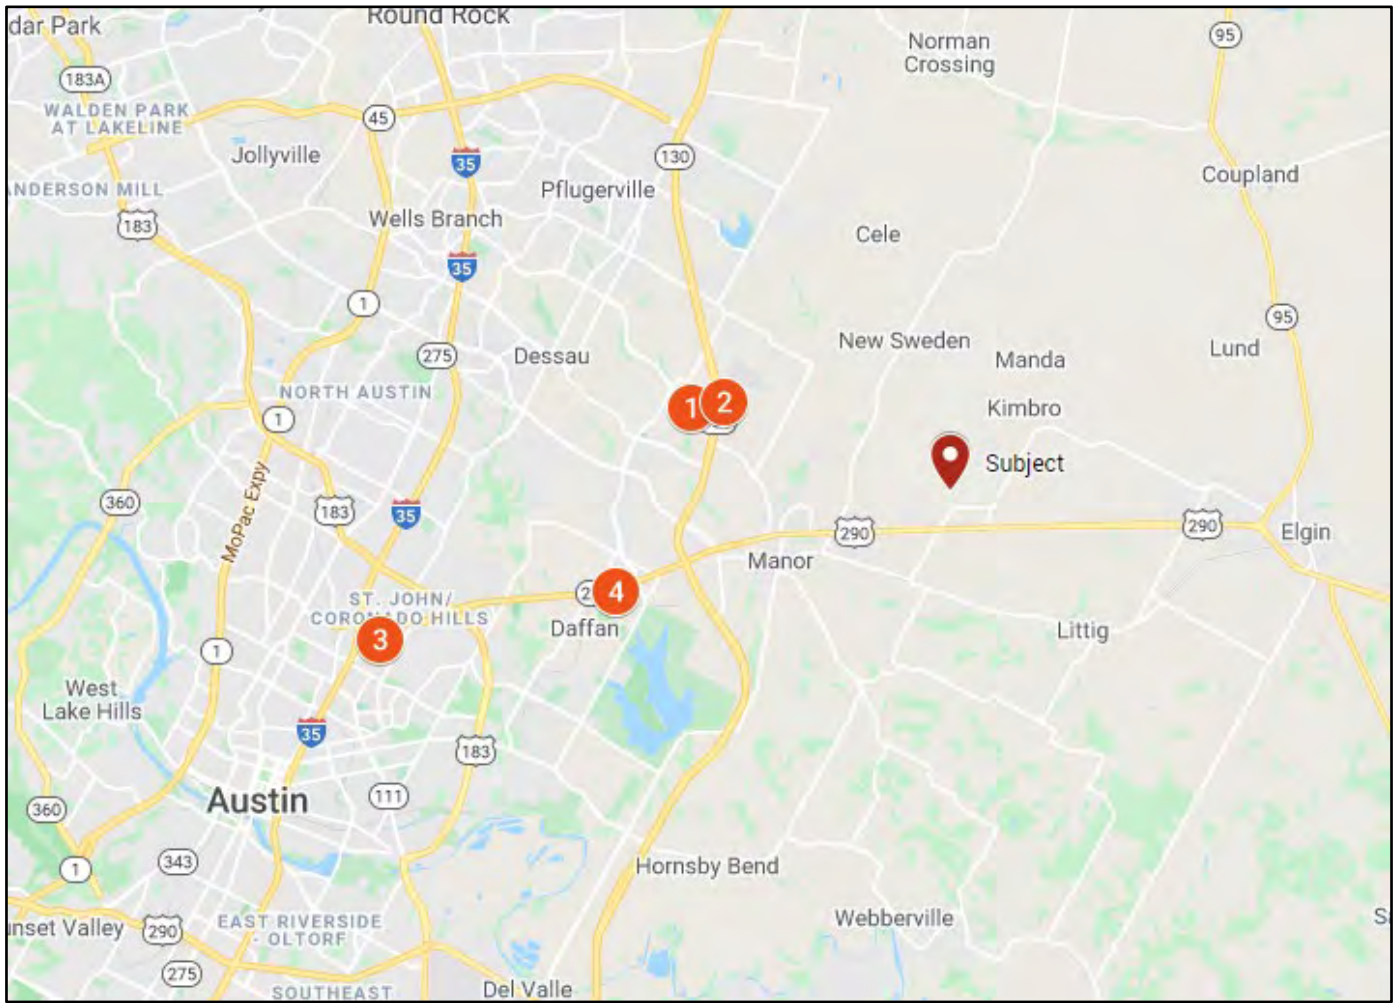 dar Park
Round Rock
Norman
Crossing
95
183A
WALDEN PARK
AT LAKELINE
45
35
130
Jollyville
Coupland
NDERSON MILL
Pflugerville
183
Wells Branch
Cele
35
1
95
275
Dessau
New Sweden
Manda
Lund
NORTH AUSTIN
1
1
2
Kimbro
Subject
MoPac Expy
360
183
35
290
290
Elgin
Manor
ST. JOHN/
CORONADO HILLS
2
4
3
Daffan
Littig
1
West
Lake Hills
35
183
Austin
111
360
343
1
Hornsby Bend
EAST RIVERSIDE
- OLTORF
Webberville
S
unset Valley
290
275
SOUTHEAST
Del Valle